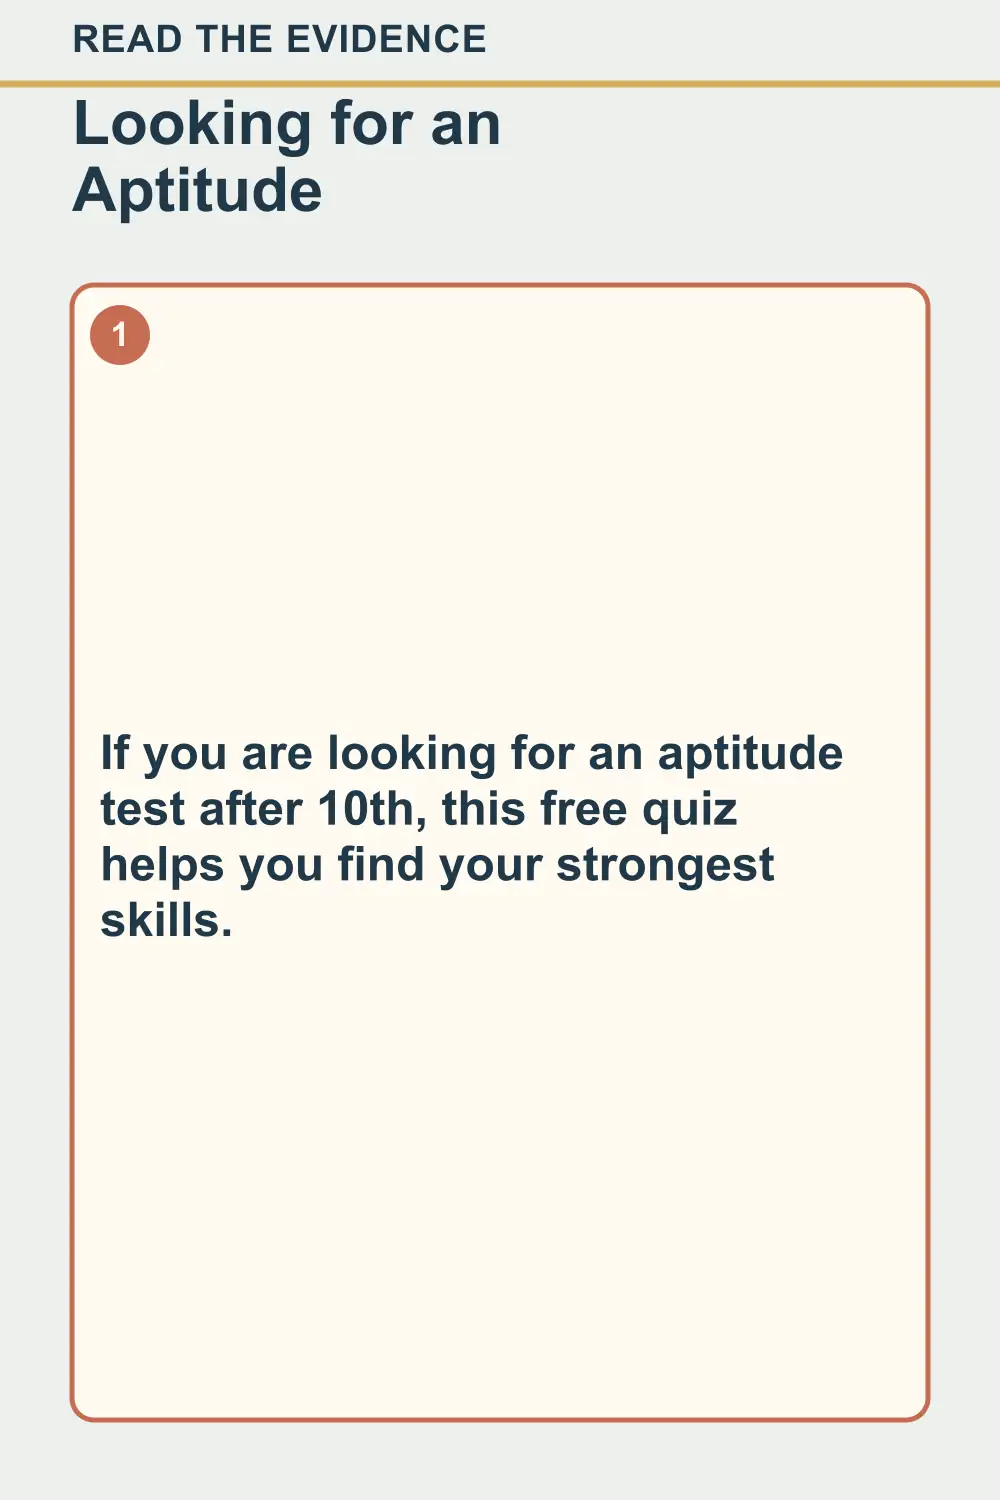 READ THE EVIDENCE
Looking for an
Aptitude
1
If you are looking for an aptitude
test after 10th, this free quiz
helps you find your strongest
skills.